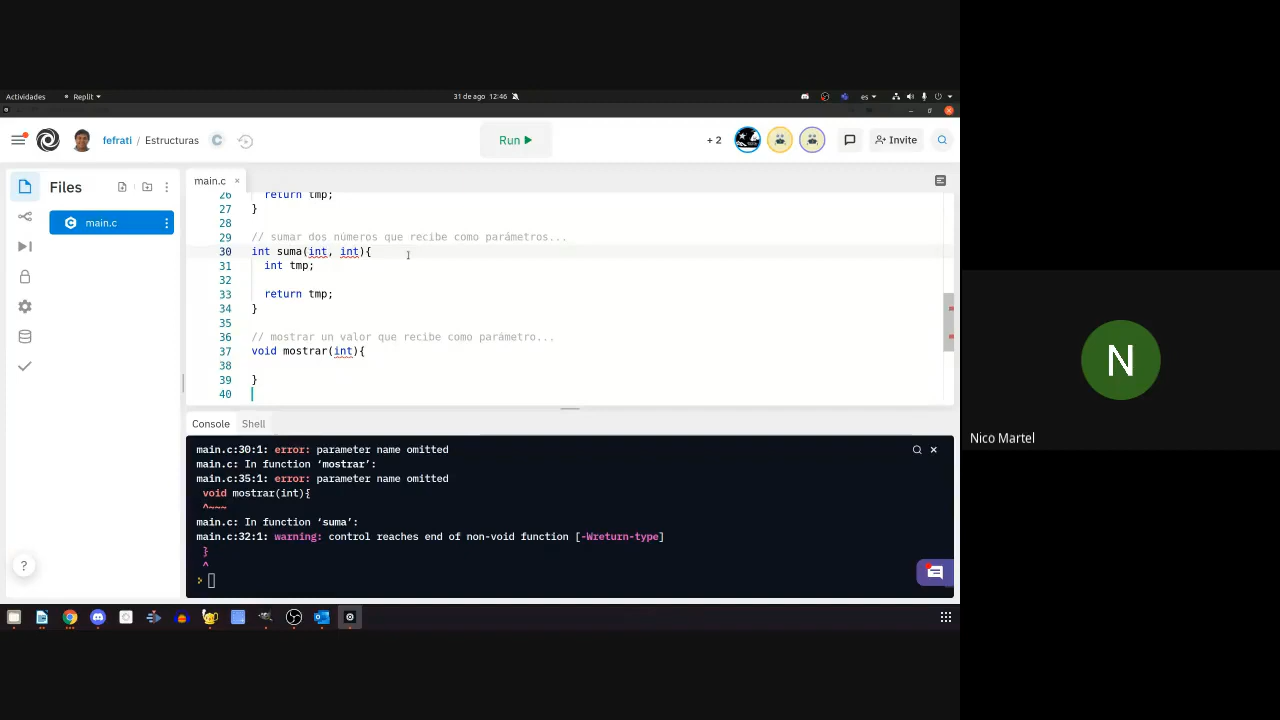 Actividades Replit 31 de ago 12:46 es
fefrati / Estructuras C Run + 2 Invite
Files main.c ×
26 return tmp;
27 }
28
29 // sumar dos números que recibe como parámetros...
30 int suma(int, int){
31 int tmp;
32
33 return tmp;
34 }
35
36 // mostrar un valor que recibe como parámetro...
37 void mostrar(int){
38
39 }
40
main.c
Console Shell
main.c:30:1: error: parameter name omitted
main.c: In function ‘mostrar’:
main.c:35:1: error: parameter name omitted
void mostrar(int){
^~~~
main.c: In function ‘suma’:
main.c:32:1: warning: control reaches end of non-void function [-Wreturn-type]
}
^
?
N
Nico Martel